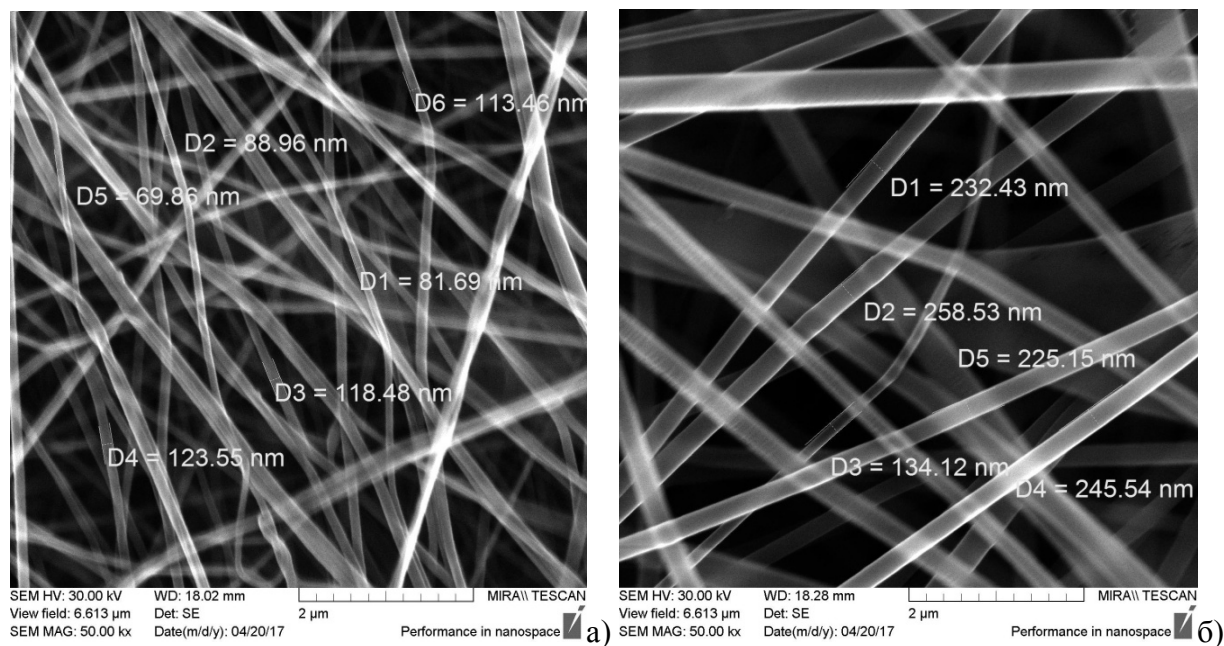 D6 = 113.46 nm
D2 = 88.96 nm
D5 = 69.86 nm
D1 = 81.69 nm
D3 = 118.48 nm
D4 = 123.55 nm
SEM HV: 30.00 kV WD: 18.02 mm MIRA\\ TESCAN
View field: 6.613 µm Det: SE 2 µm
SEM MAG: 50.00 kx Date(m/d/y): 04/20/17 Performance in nanospace
а)
D1 = 232.43 nm
D2 = 258.53 nm
D5 = 225.15 nm
D3 = 134.12 nm
D4 = 245.54 nm
SEM HV: 30.00 kV WD: 18.28 mm MIRA\\ TESCAN
View field: 6.613 µm Det: SE 2 µm
SEM MAG: 50.00 kx Date(m/d/y): 04/20/17 Performance in nanospace
б)